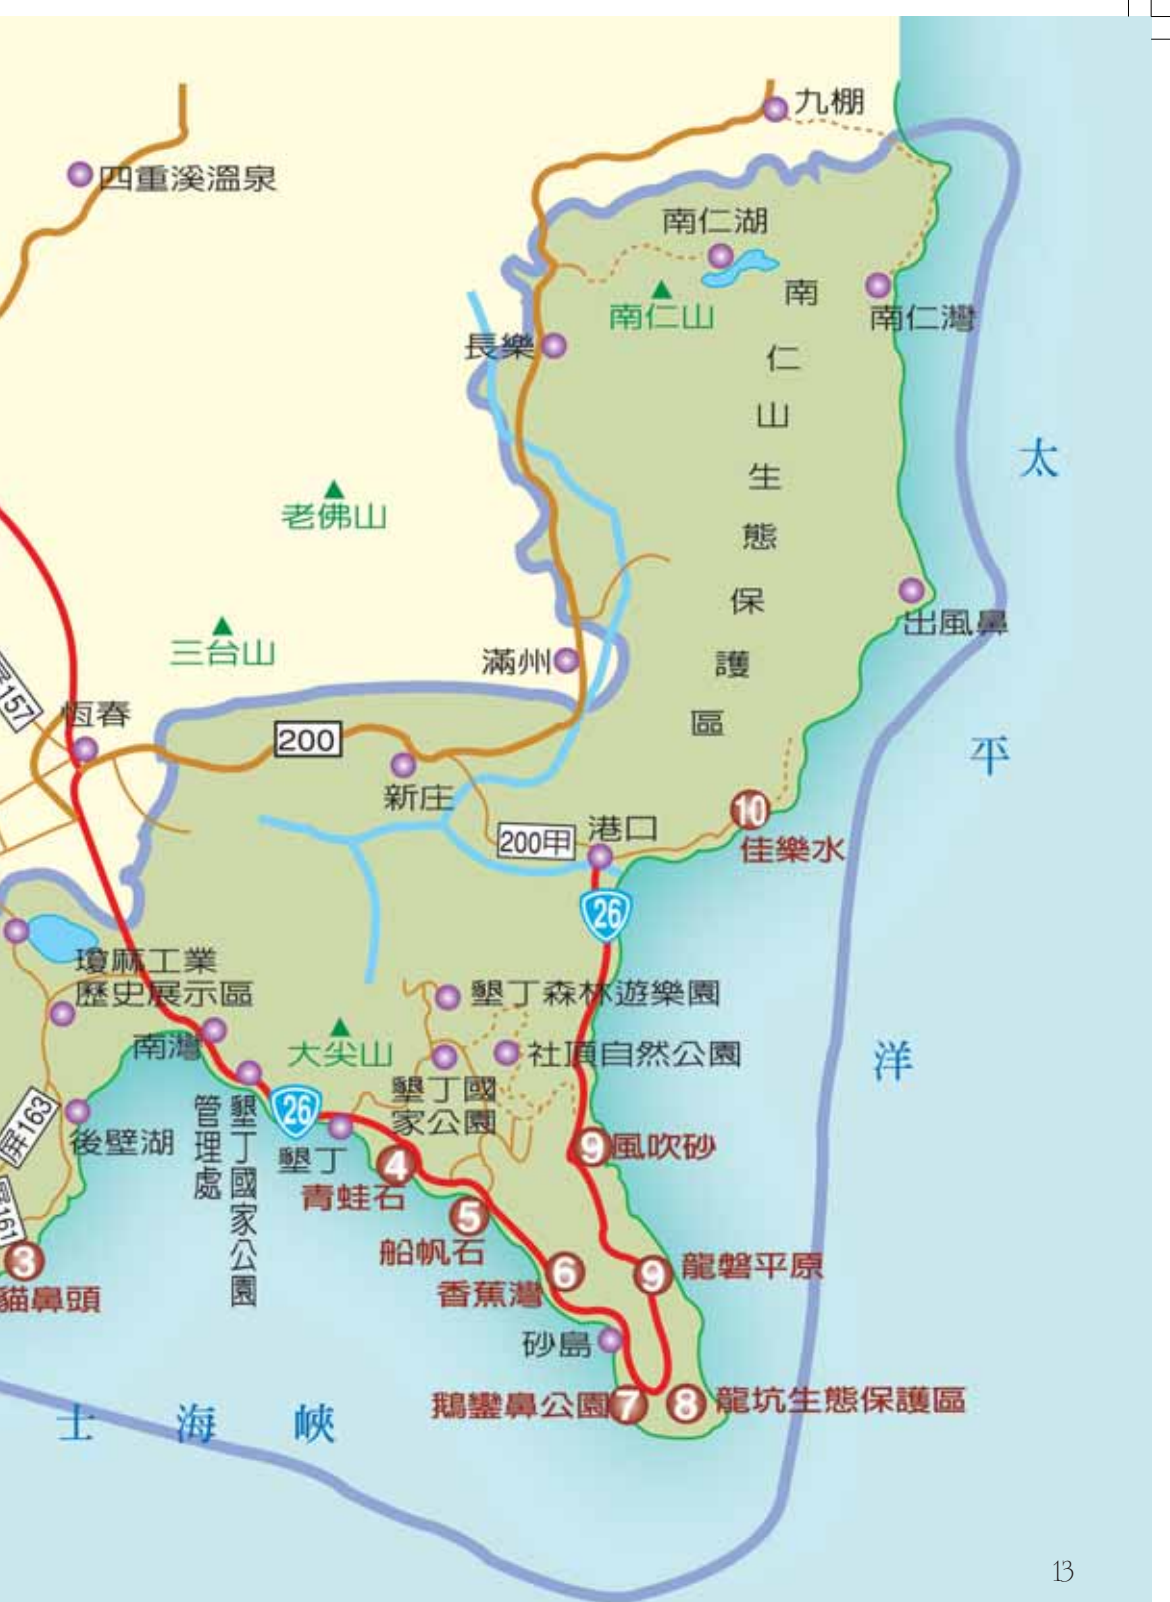 九棚
四重溪溫泉
南仁湖
南仁山
南仁灣
南仁山生態保護區
長樂
太平洋
老佛山
出風鼻
三台山
滿州
157
恆春
200
新庄
200甲
港口
10
佳樂水
26
瓊麻工業
歷史展示區
墾丁森林遊樂園
南灣
大尖山
社頂自然公園
墾丁國
家公園
26
屏163
後壁湖
墾丁國家公園
管理處
墾丁
4
青蛙石
9
風吹砂
161
5
船帆石
3
貓鼻頭
6
香蕉灣
9
龍磐平原
砂島
鵝鑾鼻公園
7
8
龍坑生態保護區
士海峽
13